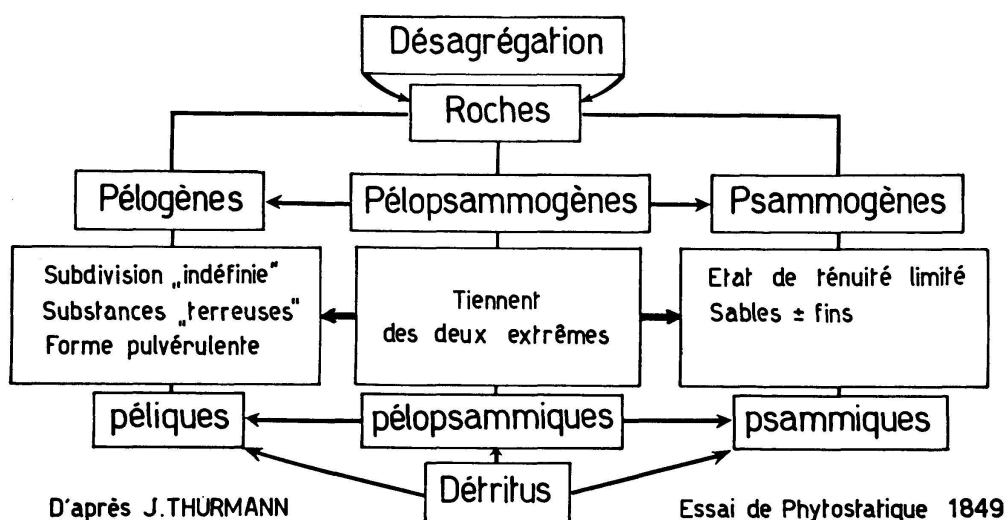 Désagrégation
Roches
Pélogènes
Pélopsammogènes
Psammogènes
Subdivision „indéfinie"
Substances „terreuses"
Forme pulvérulente
Tiennent
des deux extrêmes
Etat de ténuité limité
Sables ± fins
péliques
pélopsammiques
psammiques
Détritus
D'après J.THURMANN
Essai de Phytostatique 1849